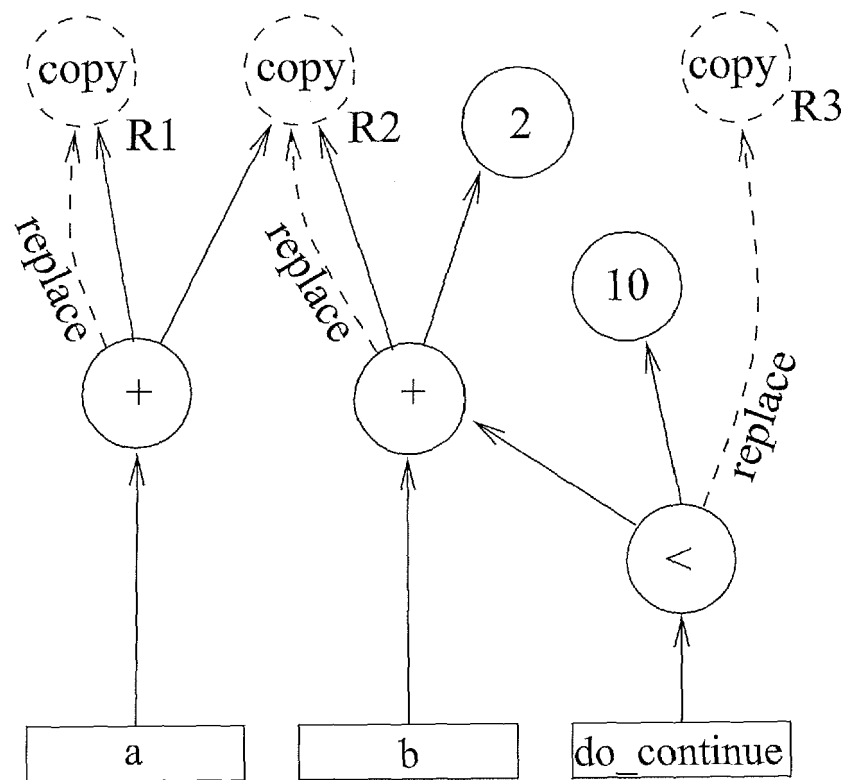 copy
R1
copy
R2
2
copy
R3
replace
replace
10
replace
+
+
<
a
b
do_continue